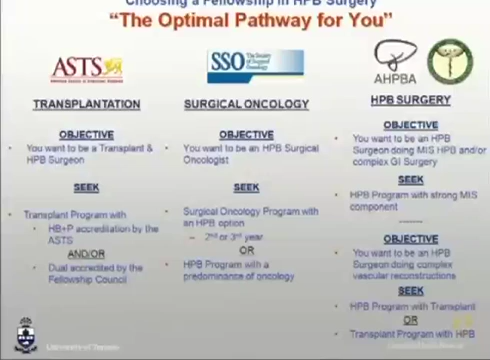 Choosing a Fellowship in HPB Surgery
"The Optimal Pathway for You"
ASTS
SSO The Society of Surgical Oncology
AHPBA
TRANSPLANTATION
OBJECTIVE
• You want to be a Transplant &
HPB Surgeon
SEEK
• Transplant Program with
• HB+P accreditation by the
ASTS
AND/OR
• Dual accredited by the
Fellowship Council
SURGICAL ONCOLOGY
OBJECTIVE
• You want to be an HPB Surgical
Oncologist
SEEK
• Surgical Oncology Program with
an HPB option
– 2nd or 3rd year
OR
• HPB Program with a
predominance of oncology
HPB SURGERY
OBJECTIVE
• You want to be an HPB
Surgeon doing MIS HPB and/or
complex GI Surgery
SEEK
• HPB Program with strong MIS
component
OBJECTIVE
• You want to be an HPB
Surgeon doing complex
vascular reconstructions
SEEK
• HPB Program with Transplant
OR
• Transplant Program with HPB
University of Toronto